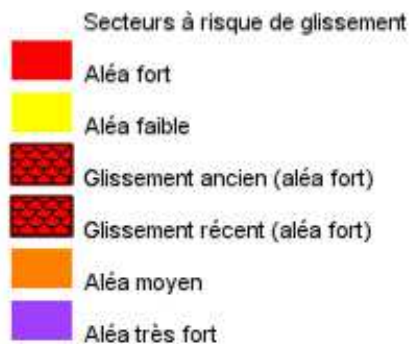 Secteurs à risque de glissement
Aléa fort
Aléa faible
Glissement ancien (aléa fort)
Glissement récent (aléa fort)
Aléa moyen
Aléa très fort